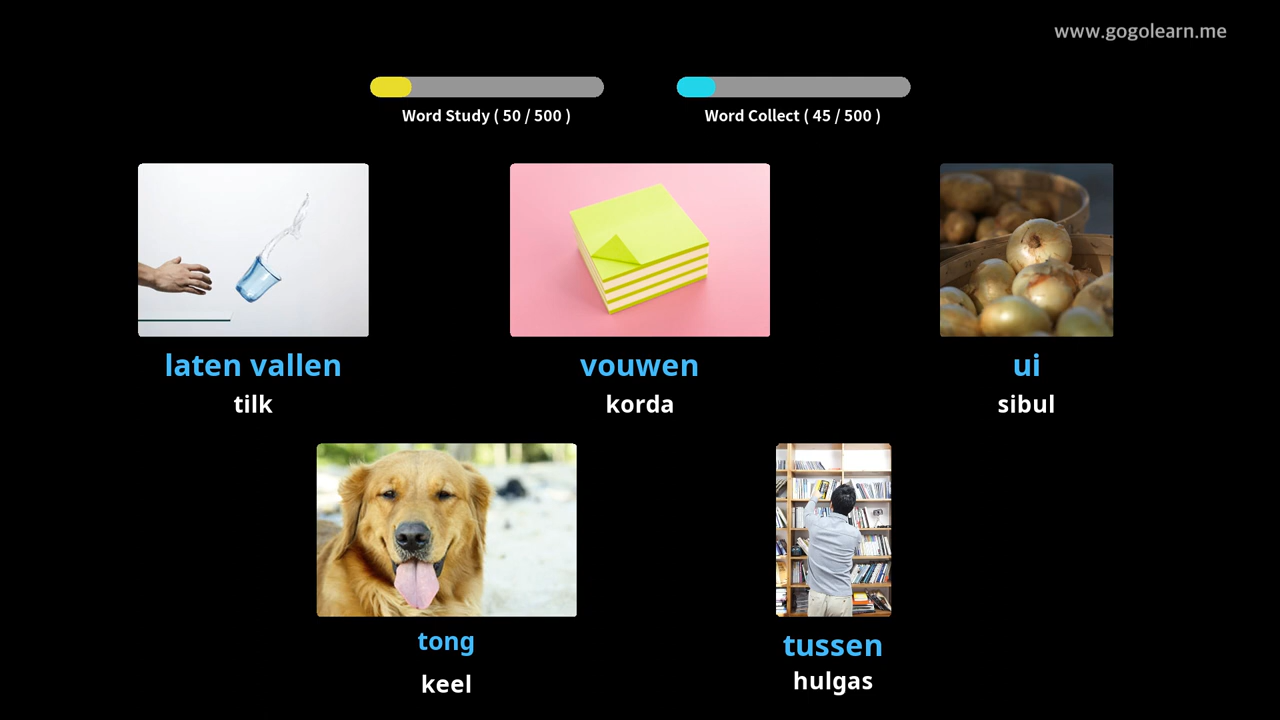 www.gogolearn.me
Word Study ( 50 / 500 )
Word Collect ( 45 / 500 )
laten vallen
tilk
vouwen
korda
ui
sibul
tong
keel
tussen
hulgas